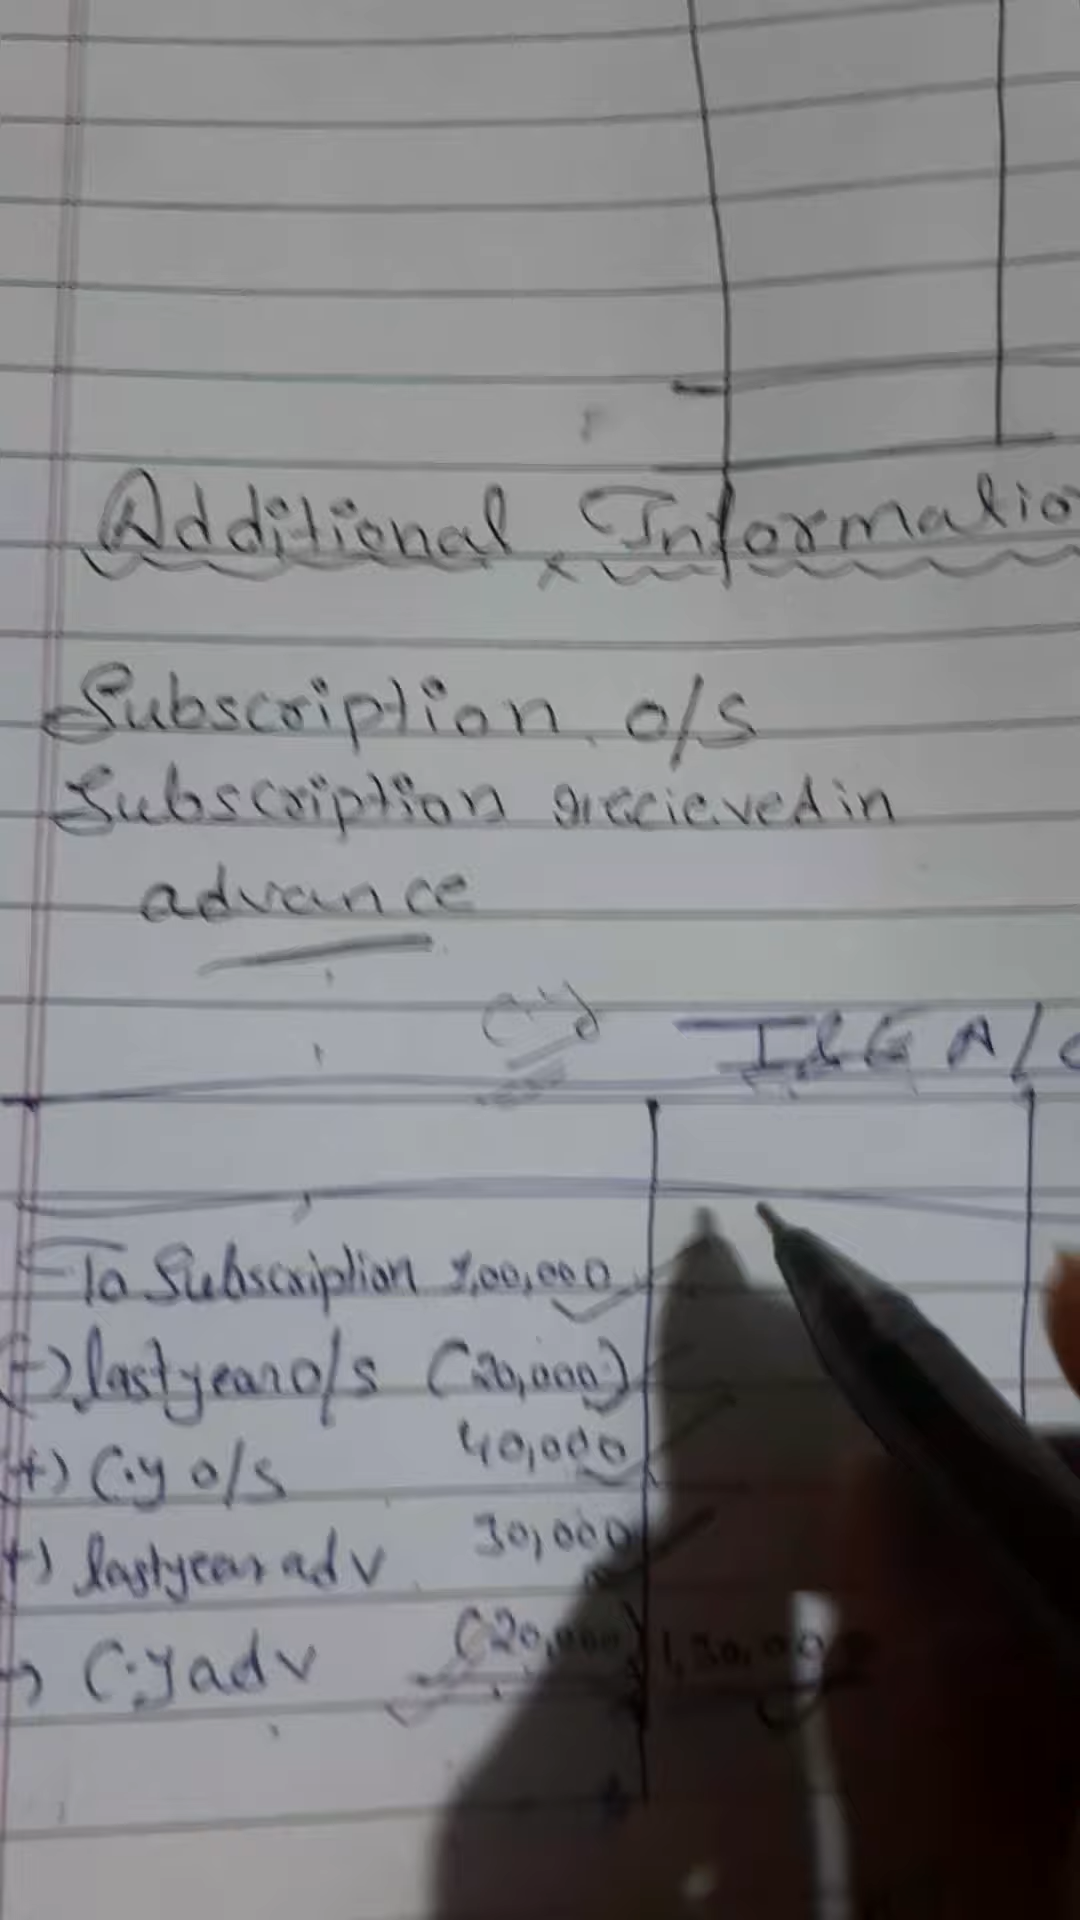 Additional Informatio
Subscription o/s
Subscription recieved in
advance
C.y
I & E A/c
To Subscription 1,00,000
(-) last year o/s (20,000)
(+) C.y o/s 40,000
(+) last year adv 30,000
(-) C.y adv (20,000) 1,30,000